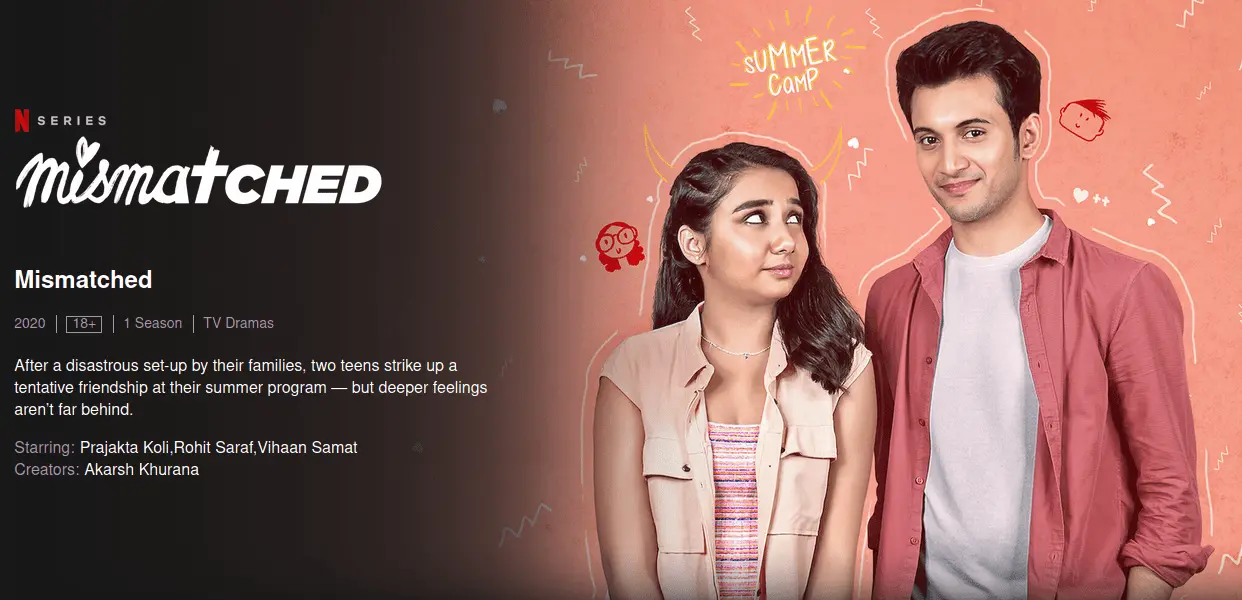 N SERIES
mismatCHED
Mismatched
2020 | 18+ | 1 Season | TV Dramas
After a disastrous set-up by their families, two teens strike up a
tentative friendship at their summer program — but deeper feelings
aren't far behind.
Starring: Prajakta Koli,Rohit Saraf,Vihaan Samat
Creators: Akarsh Khurana
SUMMER
CamP
++